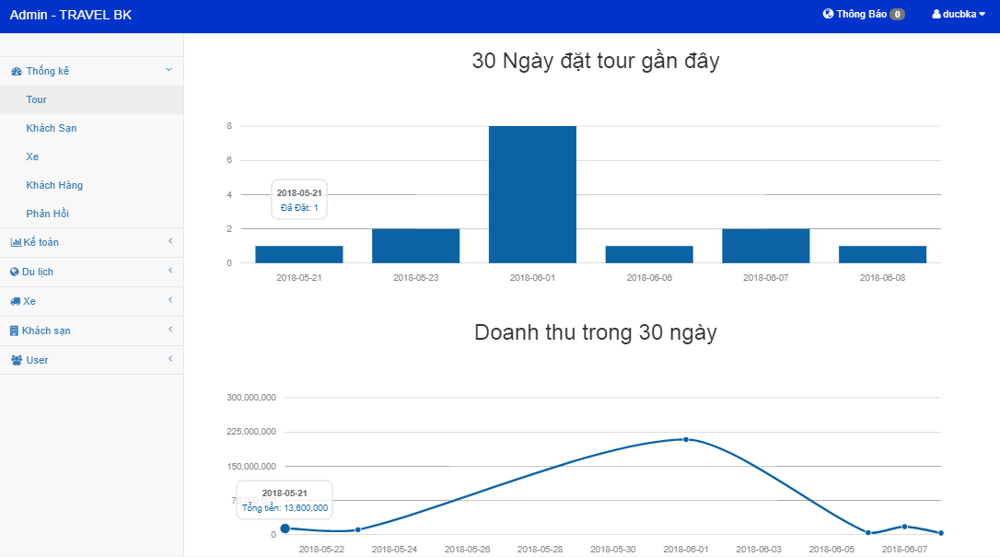 Admin - TRAVEL BK
Thông Báo 0
ducbka
Thống kê
Tour
Khách Sạn
Xe
Khách Hàng
Phản Hồi
Kế toán
Du lịch
Xe
Khách sạn
User
30 Ngày đặt tour gần đây
8
6
4
2
0
2018-05-21
Đã Đặt: 1
2018-05-21 2018-05-23 2018-06-01 2018-06-06 2018-06-07 2018-06-08
Doanh thu trong 30 ngày
300,000,000
225,000,000
150,000,000
75,000,000
0
2018-05-21
Tổng tiền: 13,600,000
2018-05-22 2018-05-24 2018-05-26 2018-05-28 2018-05-30 2018-06-01 2018-06-03 2018-06-05 2018-06-07